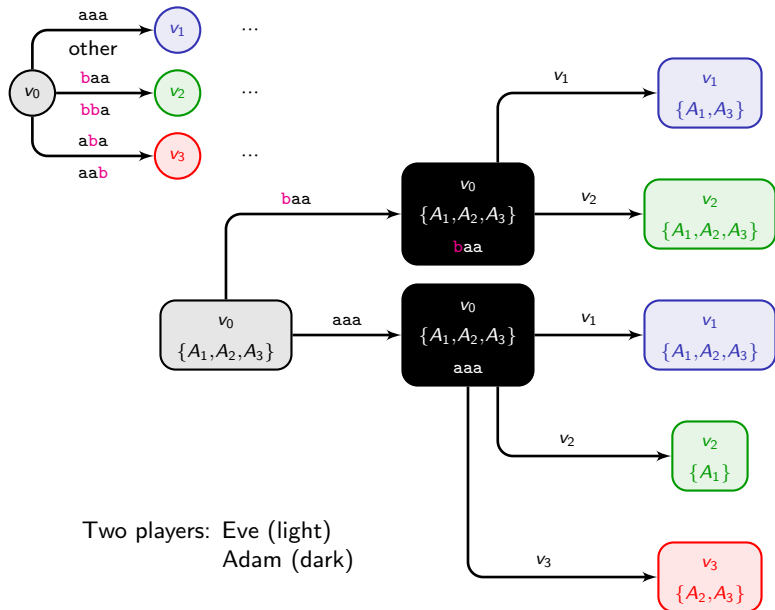 aaa
other
v₁
...
v₀
baa
bba
v₂
...
aba
aab
v₃
...
v₁
v₁
{A₁,A₃}
baa
v₀
{A₁,A₂,A₃}
baa
v₂
v₂
{A₁,A₂,A₃}
v₀
{A₁,A₂,A₃}
aaa
v₀
{A₁,A₂,A₃}
aaa
v₁
v₁
{A₁,A₂,A₃}
v₂
v₂
{A₁}
v₃
v₃
{A₂,A₃}
Two players: Eve (light)
Adam (dark)